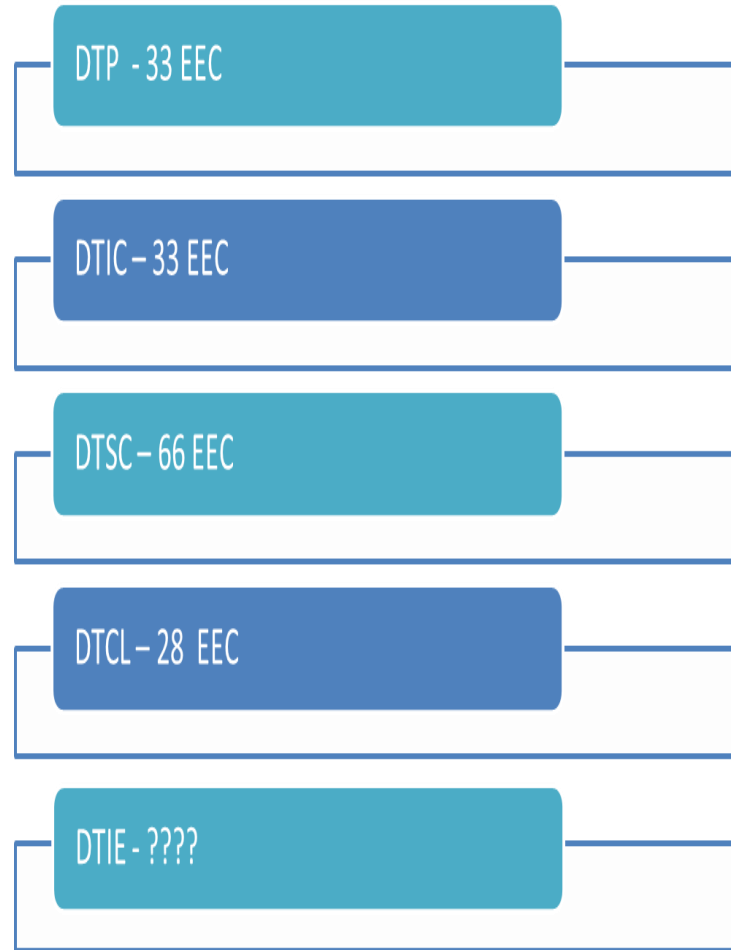 DTP  - 33 EEC
DTIC – 33 EEC
DTSC – 66 EEC
DTCL – 28  EEC
DTIE - ????